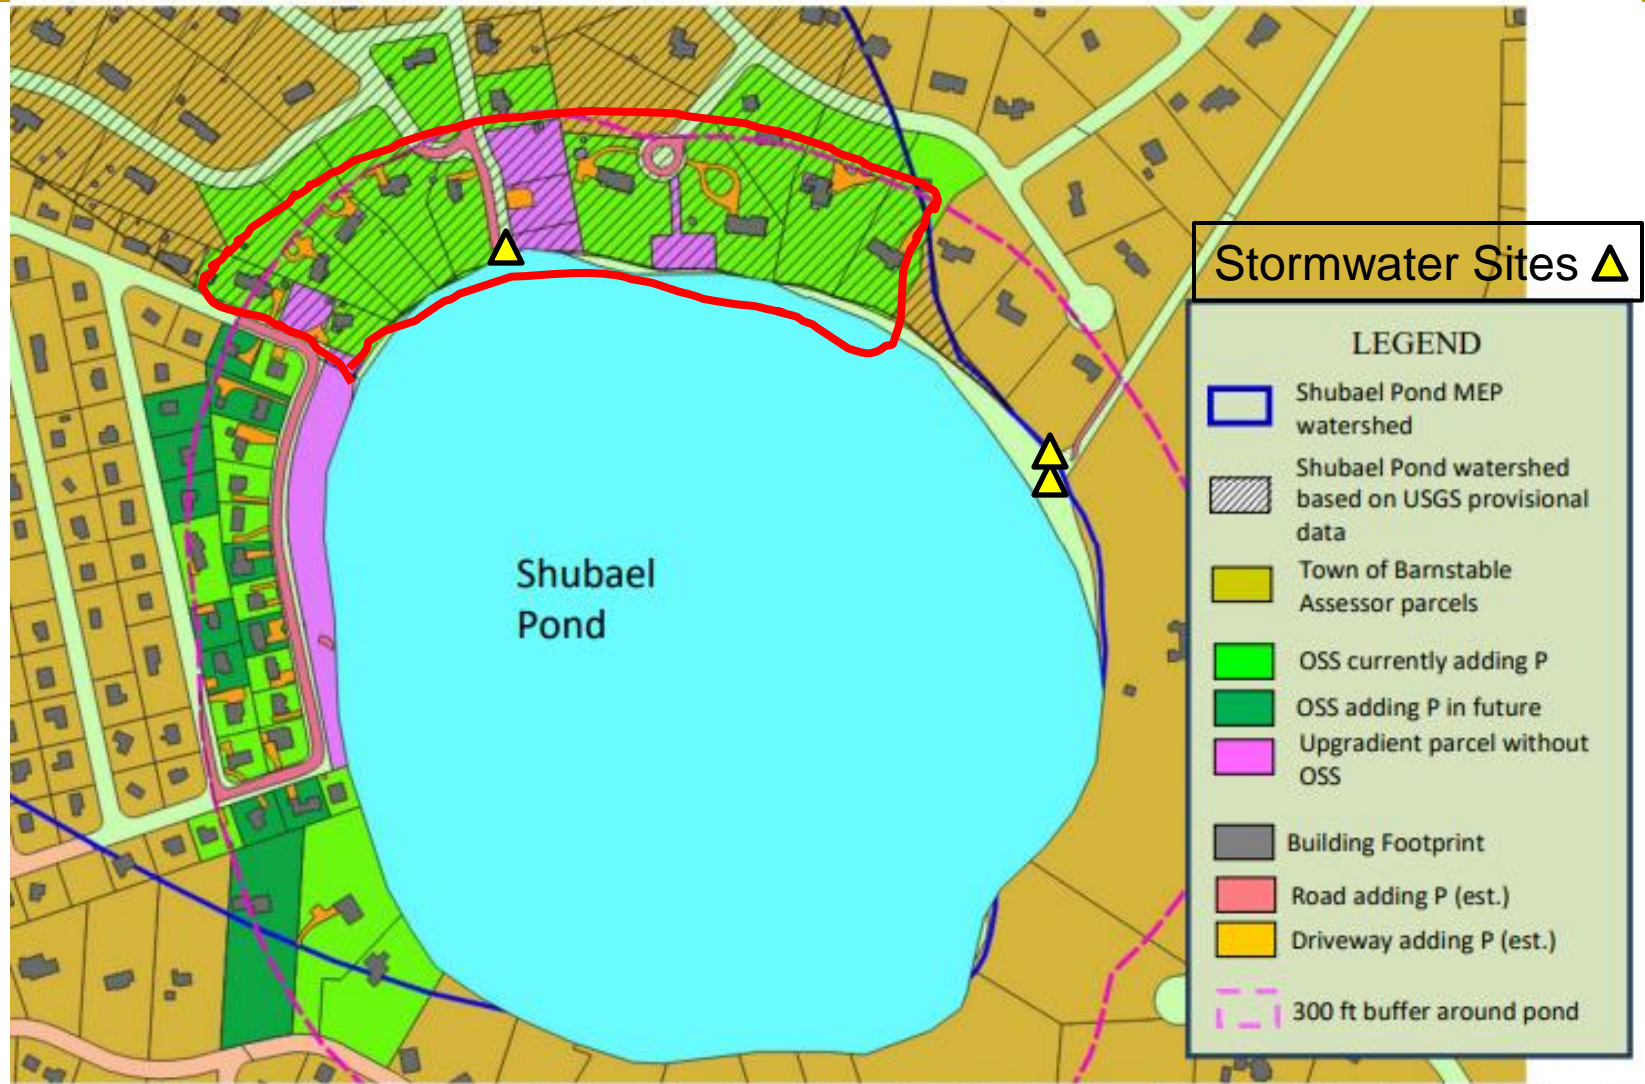 Stormwater Sites
LEGEND
Shubael Pond MEP
watershed
Shubael Pond watershed
based on USGS provisional
data
Town of Barnstable
Assessor parcels
OSS currently adding P
OSS adding P in future
Upgradient parcel without
OSS
Building Footprint
Road adding P (est.)
Driveway adding P (est.)
300 ft buffer around pond
Shubael
Pond